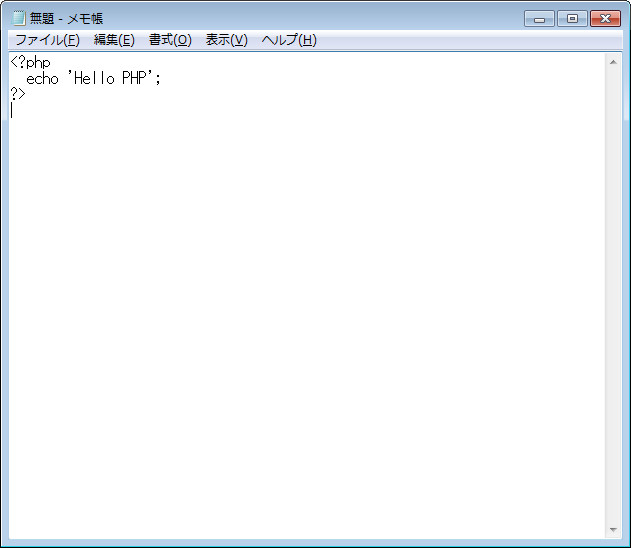 無題 - メモ帳
ファイル(F) 編集(E) 書式(O) 表示(V) ヘルプ(H)
<?php
  echo 'Hello PHP';
?>